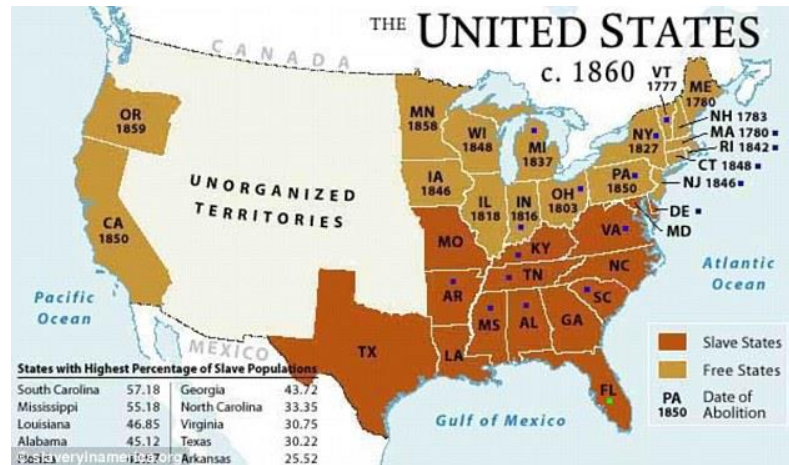 THE UNITED STATES
c. 1860
CANADA
VT
1777
ME
1780
OR
1859
MN
1858
WI
1848
MI
1837
NY
1827
NH 1783
MA 1780
RI 1842
CT 1848
NJ 1846
PA
1850
IA
1846
IL
1818
IN
1816
OH
1803
UNORGANIZED
TERRITORIES
CA
1850
DE
MD
MO
KY
VA
NC
TN
AR
SC
MS
AL
GA
TX
LA
FL
Pacific
Ocean
Atlantic
Ocean
MEXICO
Gulf of Mexico
Slave States
Free States
PA
1850
Date of
Abolition
States with Highest Percentage of Slave Populations
South Carolina 57.18 Georgia 43.72
Mississippi 55.18 North Carolina 33.35
Louisiana 46.85 Virginia 30.75
Alabama 45.12 Texas 30.22
Arkansas 25.52
slaveryinamerica.org